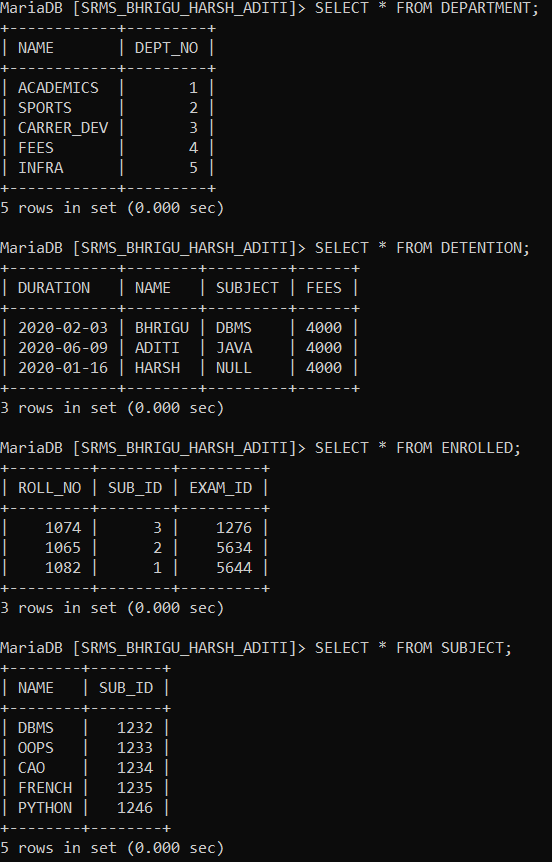 MariaDB [SRMS_BHRIGU_HARSH_ADITI]> SELECT * FROM DEPARTMENT;
+------------+---------+
| NAME       | DEPT_NO |
+------------+---------+
| ACADEMICS  |       1 |
| SPORTS     |       2 |
| CARRER_DEV |       3 |
| FEES       |       4 |
| INFRA      |       5 |
+------------+---------+
5 rows in set (0.000 sec)

MariaDB [SRMS_BHRIGU_HARSH_ADITI]> SELECT * FROM DETENTION;
+------------+--------+---------+------+
| DURATION   | NAME   | SUBJECT | FEES |
+------------+--------+---------+------+
| 2020-02-03 | BHRIGU | DBMS    | 4000 |
| 2020-06-09 | ADITI  | JAVA    | 4000 |
| 2020-01-16 | HARSH  | NULL    | 4000 |
+------------+--------+---------+------+
3 rows in set (0.000 sec)

MariaDB [SRMS_BHRIGU_HARSH_ADITI]> SELECT * FROM ENROLLED;
+---------+--------+---------+
| ROLL_NO | SUB_ID | EXAM_ID |
+---------+--------+---------+
|    1074 |      3 |    1276 |
|    1065 |      2 |    5634 |
|    1082 |      1 |    5644 |
+---------+--------+---------+
3 rows in set (0.000 sec)

MariaDB [SRMS_BHRIGU_HARSH_ADITI]> SELECT * FROM SUBJECT;
+--------+--------+
| NAME   | SUB_ID |
+--------+--------+
| DBMS   |   1232 |
| OOPS   |   1233 |
| CAO    |   1234 |
| FRENCH |   1235 |
| PYTHON |   1246 |
+--------+--------+
5 rows in set (0.000 sec)